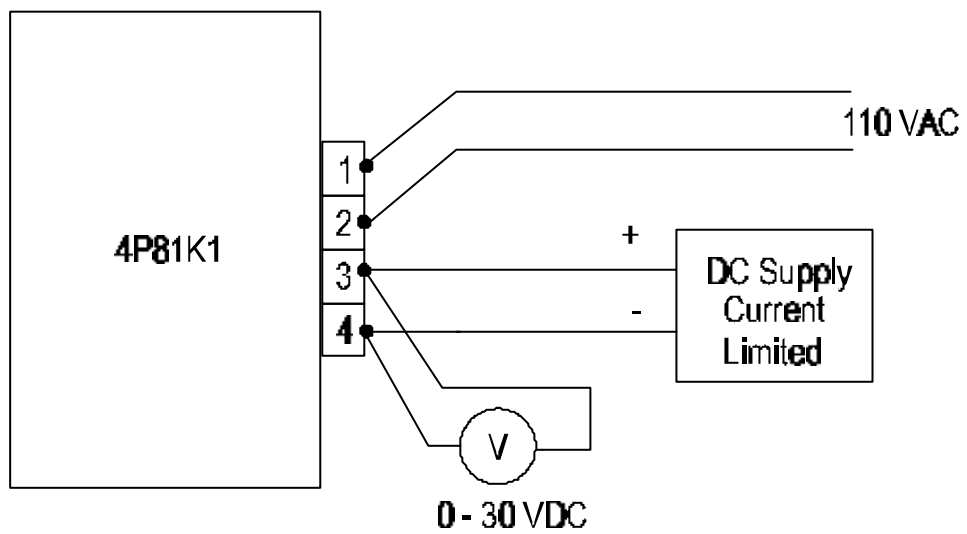 110 VAC
1
2
4P81K1
3
4
+
-
DC Supply
Current
Limited
V
0 - 30 VDC